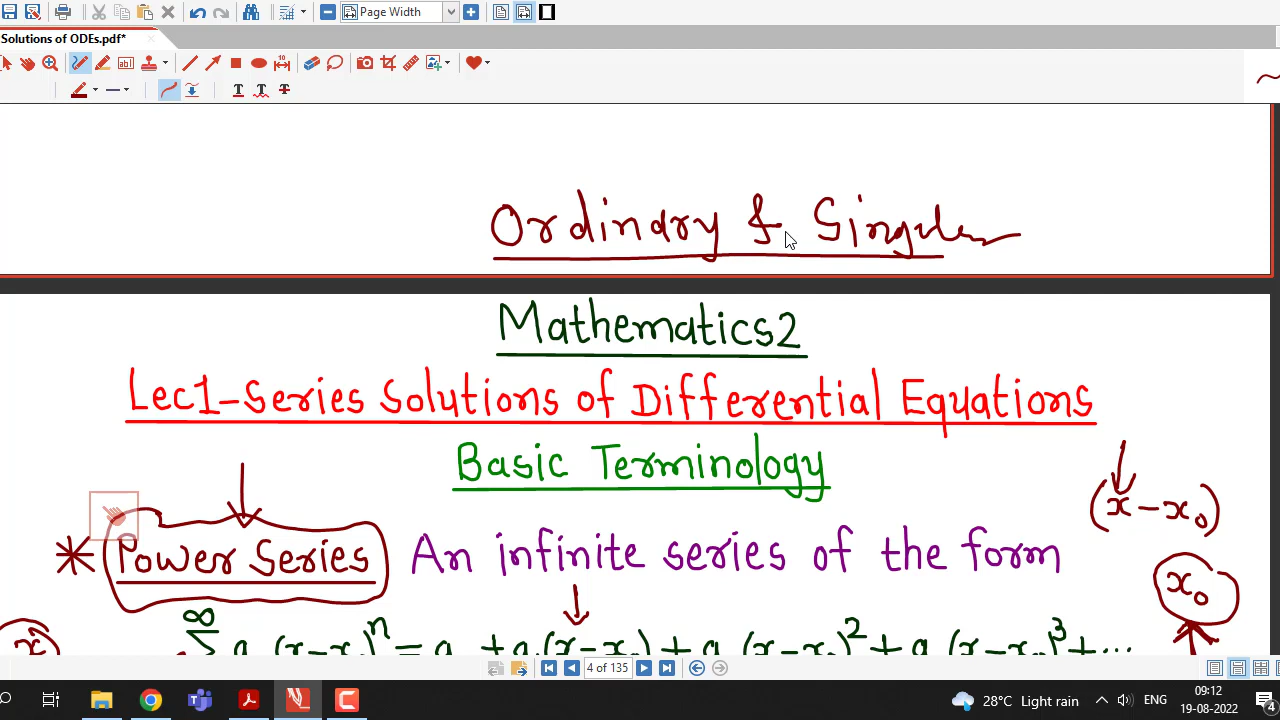 Page Width
Solutions of ODEs.pdf*
Ordinary & Singular
Mathematics2
Lec1-Series Solutions of Differential Equations
Basic Terminology
(x-x₀)
* Power Series An infinite series of the form
x₀
∞
4 of 135
28°C Light rain
ENG
09:12
19-08-2022
4